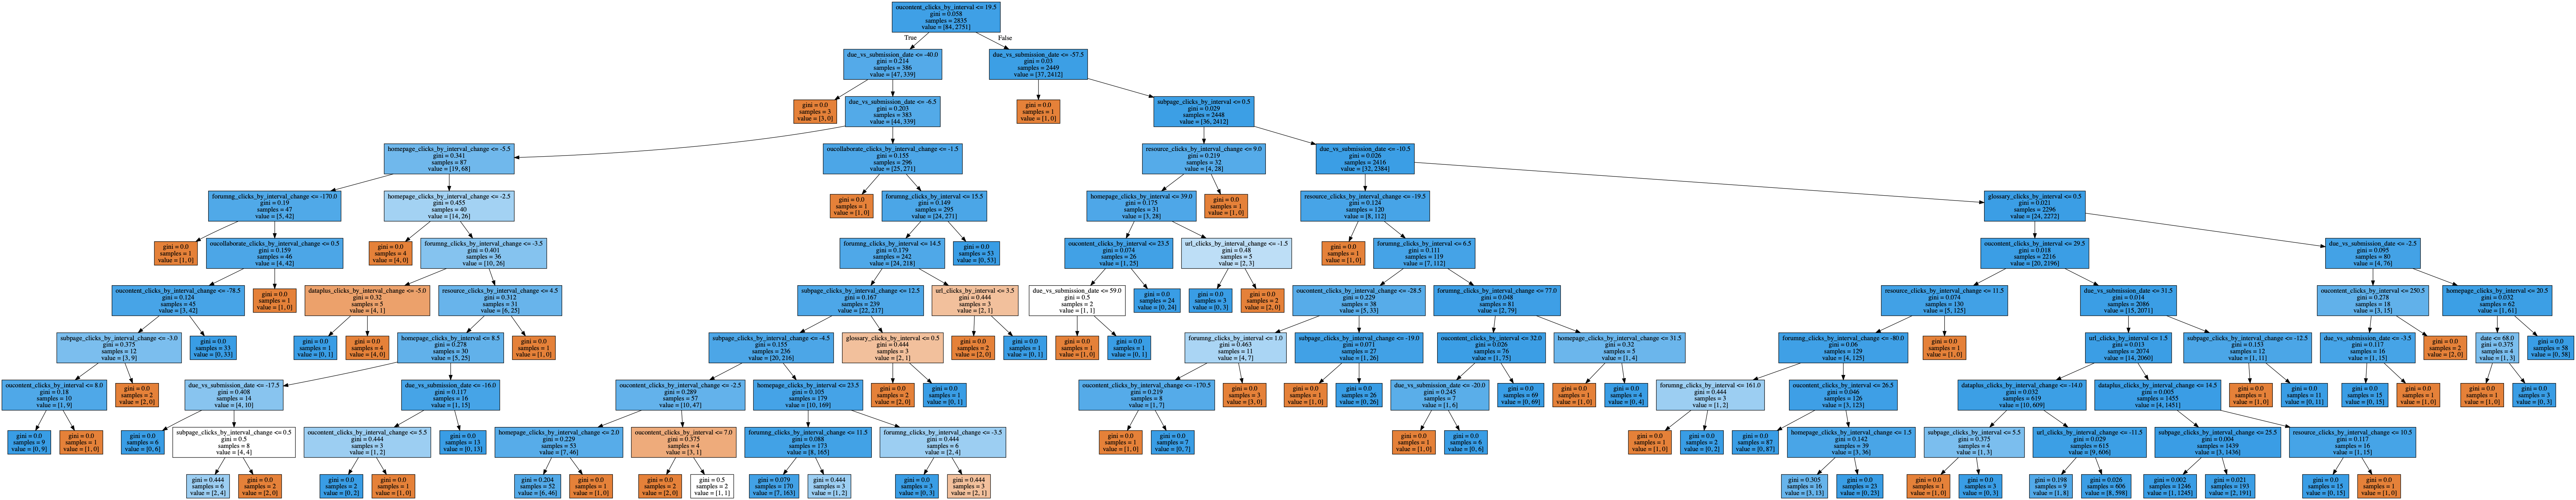 oucontent_clicks_by_interval <= 19.5
gini = 0.058
samples = 2835
value = [84, 2751]
True
False
due_vs_submission_date <= -40.0
gini = 0.214
samples = 386
value = [47, 339]
due_vs_submission_date <= -57.5
gini = 0.03
samples = 2449
value = [37, 2412]
gini = 0.0
samples = 3
value = [3, 0]
due_vs_submission_date <= -6.5
gini = 0.203
samples = 383
value = [44, 339]
gini = 0.0
samples = 1
value = [1, 0]
subpage_clicks_by_interval <= 0.5
gini = 0.029
samples = 2448
value = [36, 2412]
homepage_clicks_by_interval_change <= -5.5
gini = 0.341
samples = 87
value = [19, 68]
oucollaborate_clicks_by_interval_change <= -1.5
gini = 0.155
samples = 296
value = [25, 271]
resource_clicks_by_interval_change <= 9.0
gini = 0.219
samples = 32
value = [4, 28]
due_vs_submission_date <= -10.5
gini = 0.026
samples = 2416
value = [32, 2384]
forumng_clicks_by_interval_change <= -170.0
gini = 0.19
samples = 47
value = [5, 42]
homepage_clicks_by_interval_change <= -2.5
gini = 0.455
samples = 40
value = [14, 26]
gini = 0.0
samples = 1
value = [1, 0]
forumng_clicks_by_interval <= 15.5
gini = 0.149
samples = 295
value = [24, 271]
homepage_clicks_by_interval_change <= 39.0
gini = 0.175
samples = 31
value = [3, 28]
gini = 0.0
samples = 1
value = [1, 0]
resource_clicks_by_interval_change <= -19.5
gini = 0.124
samples = 120
value = [8, 112]
glossary_clicks_by_interval <= 0.5
gini = 0.021
samples = 2296
value = [24, 2272]
gini = 0.0
samples = 1
value = [1, 0]
oucollaborate_clicks_by_interval_change <= 0.5
gini = 0.159
samples = 46
value = [4, 42]
gini = 0.0
samples = 4
value = [4, 0]
forumng_clicks_by_interval_change <= -3.5
gini = 0.401
samples = 36
value = [10, 26]
forumng_clicks_by_interval <= 14.5
gini = 0.179
samples = 242
value = [24, 218]
gini = 0.0
samples = 53
value = [0, 53]
oucontent_clicks_by_interval <= 23.5
gini = 0.074
samples = 26
value = [1, 25]
url_clicks_by_interval_change <= -1.5
gini = 0.48
samples = 5
value = [2, 3]
gini = 0.0
samples = 1
value = [1, 0]
forumng_clicks_by_interval <= 6.5
gini = 0.111
samples = 119
value = [7, 112]
oucontent_clicks_by_interval <= 29.5
gini = 0.018
samples = 2216
value = [20, 2196]
due_vs_submission_date <= -2.5
gini = 0.095
samples = 80
value = [4, 76]
oucontent_clicks_by_interval_change <= -78.5
gini = 0.124
samples = 45
value = [3, 42]
gini = 0.0
samples = 1
value = [1, 0]
dataplus_clicks_by_interval_change <= -5.0
gini = 0.32
samples = 5
value = [4, 1]
resource_clicks_by_interval_change <= 4.5
gini = 0.312
samples = 31
value = [6, 25]
subpage_clicks_by_interval_change <= 12.5
gini = 0.167
samples = 239
value = [22, 217]
url_clicks_by_interval <= 3.5
gini = 0.444
samples = 3
value = [2, 1]
due_vs_submission_date <= 59.0
gini = 0.5
samples = 2
value = [1, 1]
gini = 0.0
samples = 24
value = [0, 24]
gini = 0.0
samples = 3
value = [0, 3]
gini = 0.0
samples = 2
value = [2, 0]
oucontent_clicks_by_interval_change <= -28.5
gini = 0.229
samples = 38
value = [5, 33]
forumng_clicks_by_interval_change <= 77.0
gini = 0.048
samples = 81
value = [2, 79]
resource_clicks_by_interval_change <= 11.5
gini = 0.074
samples = 130
value = [5, 125]
due_vs_submission_date <= 31.5
gini = 0.014
samples = 2086
value = [15, 2071]
oucontent_clicks_by_interval <= 250.5
gini = 0.278
samples = 18
value = [3, 15]
homepage_clicks_by_interval <= 20.5
gini = 0.032
samples = 62
value = [1, 61]
subpage_clicks_by_interval_change <= -3.0
gini = 0.375
samples = 12
value = [3, 9]
gini = 0.0
samples = 33
value = [0, 33]
gini = 0.0
samples = 1
value = [0, 1]
gini = 0.0
samples = 4
value = [4, 0]
homepage_clicks_by_interval <= 8.5
gini = 0.278
samples = 30
value = [5, 25]
gini = 0.0
samples = 1
value = [1, 0]
subpage_clicks_by_interval_change <= -4.5
gini = 0.155
samples = 236
value = [20, 216]
glossary_clicks_by_interval <= 0.5
gini = 0.444
samples = 3
value = [2, 1]
gini = 0.0
samples = 2
value = [2, 0]
gini = 0.0
samples = 1
value = [0, 1]
gini = 0.0
samples = 1
value = [1, 0]
gini = 0.0
samples = 1
value = [0, 1]
forumng_clicks_by_interval_change <= 1.0
gini = 0.463
samples = 11
value = [4, 7]
subpage_clicks_by_interval_change <= -19.0
gini = 0.071
samples = 27
value = [1, 26]
oucontent_clicks_by_interval <= 32.0
gini = 0.026
samples = 76
value = [1, 75]
homepage_clicks_by_interval_change <= 31.5
gini = 0.32
samples = 5
value = [1, 4]
forumng_clicks_by_interval_change <= -80.0
gini = 0.06
samples = 129
value = [4, 125]
gini = 0.0
samples = 1
value = [1, 0]
url_clicks_by_interval <= 1.5
gini = 0.013
samples = 2074
value = [14, 2060]
subpage_clicks_by_interval_change <= -12.5
gini = 0.153
samples = 12
value = [1, 11]
due_vs_submission_date <= -3.5
gini = 0.117
samples = 16
value = [1, 15]
gini = 0.0
samples = 2
value = [2, 0]
date <= 68.0
gini = 0.375
samples = 4
value = [1, 3]
gini = 0.0
samples = 58
value = [0, 58]
oucontent_clicks_by_interval <= 8.0
gini = 0.18
samples = 10
value = [1, 9]
gini = 0.0
samples = 2
value = [2, 0]
due_vs_submission_date <= -17.5
gini = 0.408
samples = 14
value = [4, 10]
due_vs_submission_date <= -16.0
gini = 0.117
samples = 16
value = [1, 15]
oucontent_clicks_by_interval_change <= -2.5
gini = 0.289
samples = 57
value = [10, 47]
homepage_clicks_by_interval <= 23.5
gini = 0.105
samples = 179
value = [10, 169]
gini = 0.0
samples = 2
value = [2, 0]
gini = 0.0
samples = 1
value = [0, 1]
oucontent_clicks_by_interval_change <= -170.5
gini = 0.219
samples = 8
value = [1, 7]
gini = 0.0
samples = 3
value = [3, 0]
gini = 0.0
samples = 1
value = [1, 0]
gini = 0.0
samples = 26
value = [0, 26]
due_vs_submission_date <= -20.0
gini = 0.245
samples = 7
value = [1, 6]
gini = 0.0
samples = 69
value = [0, 69]
gini = 0.0
samples = 1
value = [1, 0]
gini = 0.0
samples = 4
value = [0, 4]
forumng_clicks_by_interval <= 161.0
gini = 0.444
samples = 3
value = [1, 2]
oucontent_clicks_by_interval <= 26.5
gini = 0.046
samples = 126
value = [3, 123]
dataplus_clicks_by_interval_change <= -14.0
gini = 0.032
samples = 619
value = [10, 609]
dataplus_clicks_by_interval_change <= 14.5
gini = 0.005
samples = 1455
value = [4, 1451]
gini = 0.0
samples = 1
value = [1, 0]
gini = 0.0
samples = 11
value = [0, 11]
gini = 0.0
samples = 15
value = [0, 15]
gini = 0.0
samples = 1
value = [1, 0]
gini = 0.0
samples = 1
value = [1, 0]
gini = 0.0
samples = 3
value = [0, 3]
gini = 0.0
samples = 9
value = [0, 9]
gini = 0.0
samples = 1
value = [1, 0]
gini = 0.0
samples = 6
value = [0, 6]
subpage_clicks_by_interval_change <= 0.5
gini = 0.5
samples = 8
value = [4, 4]
oucontent_clicks_by_interval_change <= 5.5
gini = 0.444
samples = 3
value = [1, 2]
gini = 0.0
samples = 13
value = [0, 13]
homepage_clicks_by_interval_change <= 2.0
gini = 0.229
samples = 53
value = [7, 46]
oucontent_clicks_by_interval <= 7.0
gini = 0.375
samples = 4
value = [3, 1]
forumng_clicks_by_interval <= 11.5
gini = 0.088
samples = 173
value = [8, 165]
forumng_clicks_by_interval_change <= -3.5
gini = 0.444
samples = 6
value = [2, 4]
gini = 0.0
samples = 1
value = [1, 0]
gini = 0.0
samples = 7
value = [0, 7]
gini = 0.0
samples = 1
value = [1, 0]
gini = 0.0
samples = 6
value = [0, 6]
gini = 0.0
samples = 1
value = [1, 0]
gini = 0.0
samples = 2
value = [0, 2]
gini = 0.0
samples = 87
value = [0, 87]
homepage_clicks_by_interval_change <= 1.5
gini = 0.142
samples = 39
value = [3, 36]
subpage_clicks_by_interval <= 5.5
gini = 0.375
samples = 4
value = [1, 3]
url_clicks_by_interval_change <= -11.5
gini = 0.029
samples = 615
value = [9, 606]
subpage_clicks_by_interval <= 25.5
gini = 0.004
samples = 1439
value = [3, 1436]
resource_clicks_by_interval_change <= 10.5
gini = 0.117
samples = 16
value = [1, 15]
gini = 0.444
samples = 6
value = [2, 4]
gini = 0.0
samples = 2
value = [2, 0]
gini = 0.0
samples = 2
value = [0, 2]
gini = 0.0
samples = 1
value = [1, 0]
gini = 0.204
samples = 52
value = [6, 46]
gini = 0.0
samples = 1
value = [1, 0]
gini = 0.0
samples = 2
value = [2, 0]
gini = 0.5
samples = 2
value = [1, 1]
gini = 0.079
samples = 170
value = [7, 163]
gini = 0.444
samples = 3
value = [1, 2]
gini = 0.0
samples = 3
value = [0, 3]
gini = 0.444
samples = 3
value = [2, 1]
gini = 0.305
samples = 16
value = [3, 13]
gini = 0.0
samples = 23
value = [0, 23]
gini = 0.0
samples = 1
value = [1, 0]
gini = 0.0
samples = 3
value = [0, 3]
gini = 0.198
samples = 9
value = [1, 8]
gini = 0.026
samples = 606
value = [8, 598]
gini = 0.002
samples = 1246
value = [1, 1245]
gini = 0.021
samples = 193
value = [2, 191]
gini = 0.0
samples = 15
value = [0, 15]
gini = 0.0
samples = 1
value = [1, 0]